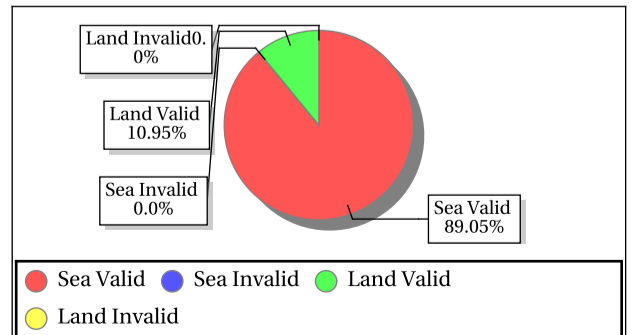 Land Invalid0.
0%
Land Valid
10.95%
Sea Invalid
0.0%
Sea Valid
89.05%
Sea Valid
Sea Invalid
Land Valid
Land Invalid